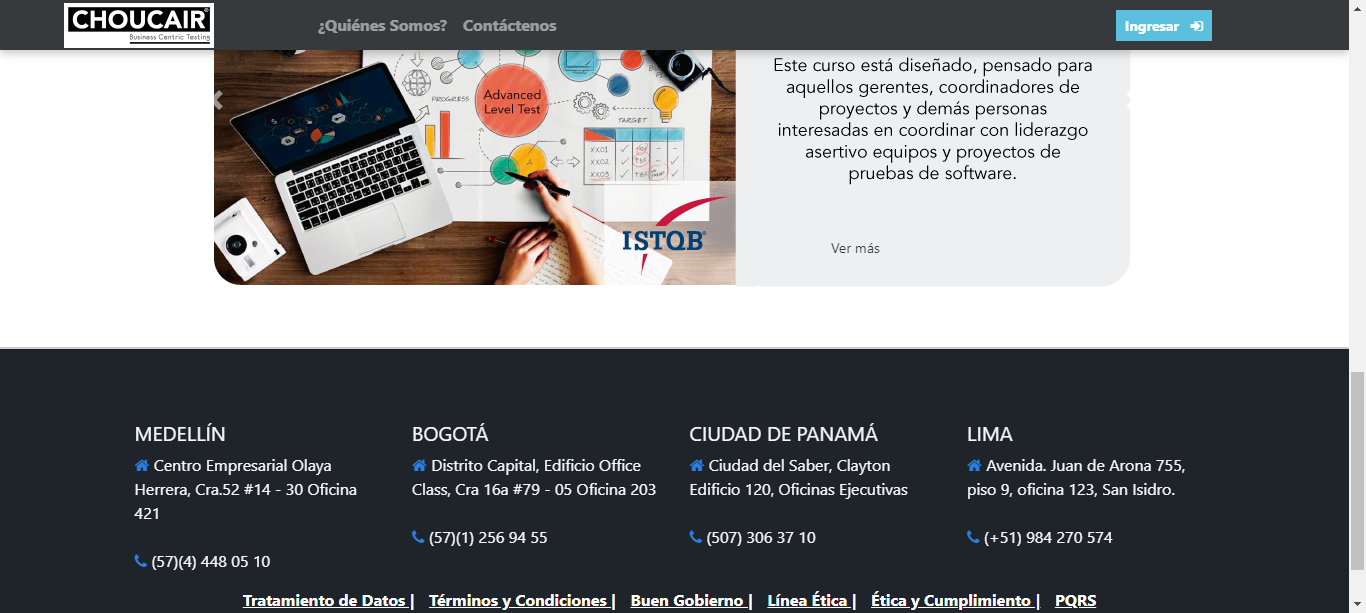 CHOUCAIR®
Business Centric Testing
¿Quiénes Somos? Contáctenos
Ingresar
PROGRESS
Advanced
Level Test
TARGET
XX01
XX02
XX03
A
ISTQB®
Este curso está diseñado, pensado para
aquellos gerentes, coordinadores de
proyectos y demás personas
interesadas en coordinar con liderazgo
asertivo equipos y proyectos de
pruebas de software.
Ver más
MEDELLÍN
Centro Empresarial Olaya
Herrera, Cra.52 #14 - 30 Oficina
421
(57)(4) 448 05 10
BOGOTÁ
Distrito Capital, Edificio Office
Class, Cra 16a #79 - 05 Oficina 203
(57)(1) 256 94 55
CIUDAD DE PANAMÁ
Ciudad del Saber, Clayton
Edificio 120, Oficinas Ejecutivas
(507) 306 37 10
LIMA
Avenida. Juan de Arona 755,
piso 9, oficina 123, San Isidro.
(+51) 984 270 574
Tratamiento de Datos | Términos y Condiciones | Buen Gobierno | Línea Ética | Ética y Cumplimiento | PQRS